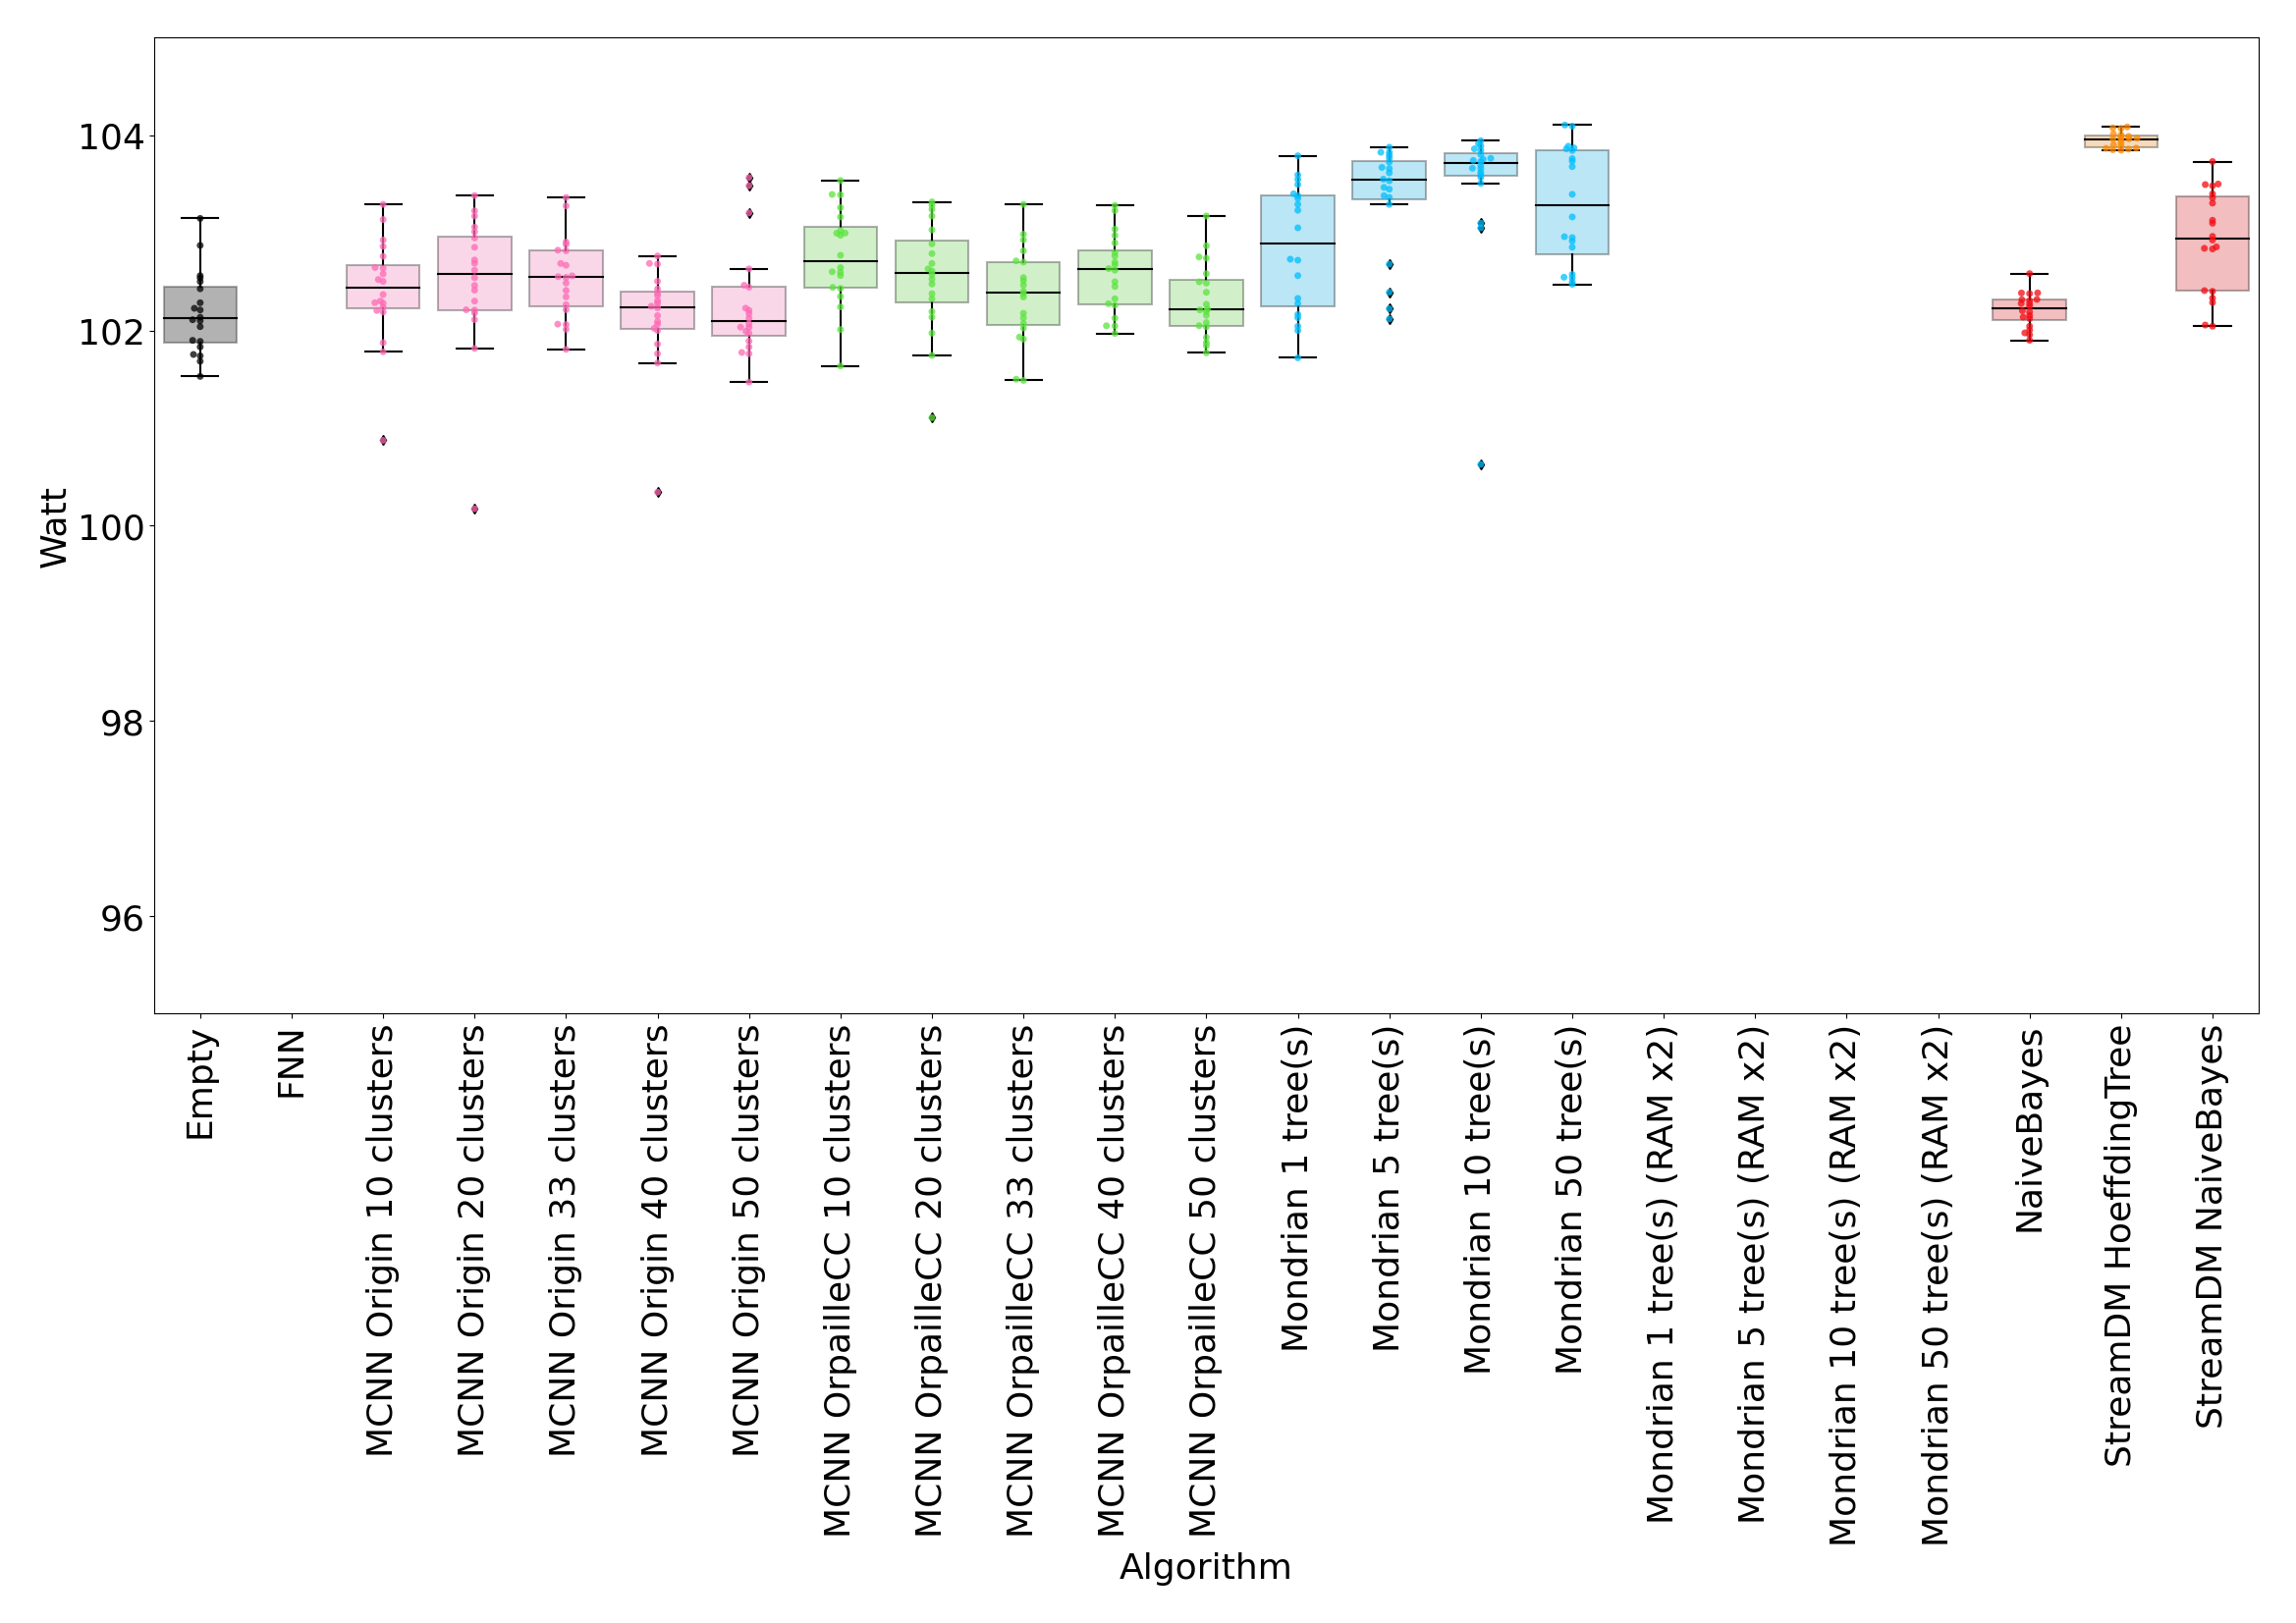 104
102
100
98
96
Watt
Empty
FNN
MCNN Origin 10 clusters
MCNN Origin 20 clusters
MCNN Origin 33 clusters
MCNN Origin 40 clusters
MCNN Origin 50 clusters
MCNN OrpailleCC 10 clusters
MCNN OrpailleCC 20 clusters
MCNN OrpailleCC 33 clusters
MCNN OrpailleCC 40 clusters
MCNN OrpailleCC 50 clusters
Mondrian 1 tree(s)
Mondrian 5 tree(s)
Mondrian 10 tree(s)
Mondrian 50 tree(s)
Mondrian 1 tree(s) (RAM x2)
Mondrian 5 tree(s) (RAM x2)
Mondrian 10 tree(s) (RAM x2)
Mondrian 50 tree(s) (RAM x2)
NaiveBayes
StreamDM HoeffdingTree
StreamDM NaiveBayes
Algorithm